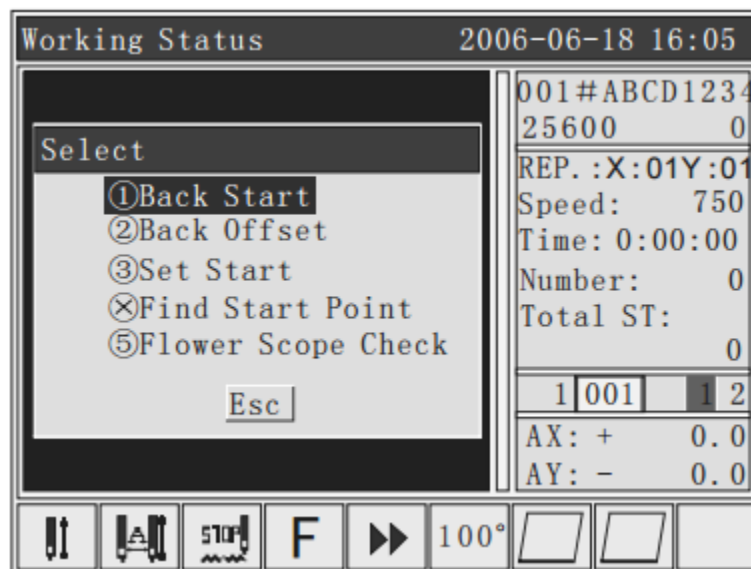 Working Status 2006-06-18 16:05
Select
①Back Start
②Back Offset
③Set Start
⊗Find Start Point
⑤Flower Scope Check
Esc
001#ABCD1234
25600 0
REP.:X:01Y:01
Speed: 750
Time: 0:00:00
Number: 0
Total ST:
0
1 001 1 2
AX: + 0.0
AY: - 0.0
A STOP F 100°